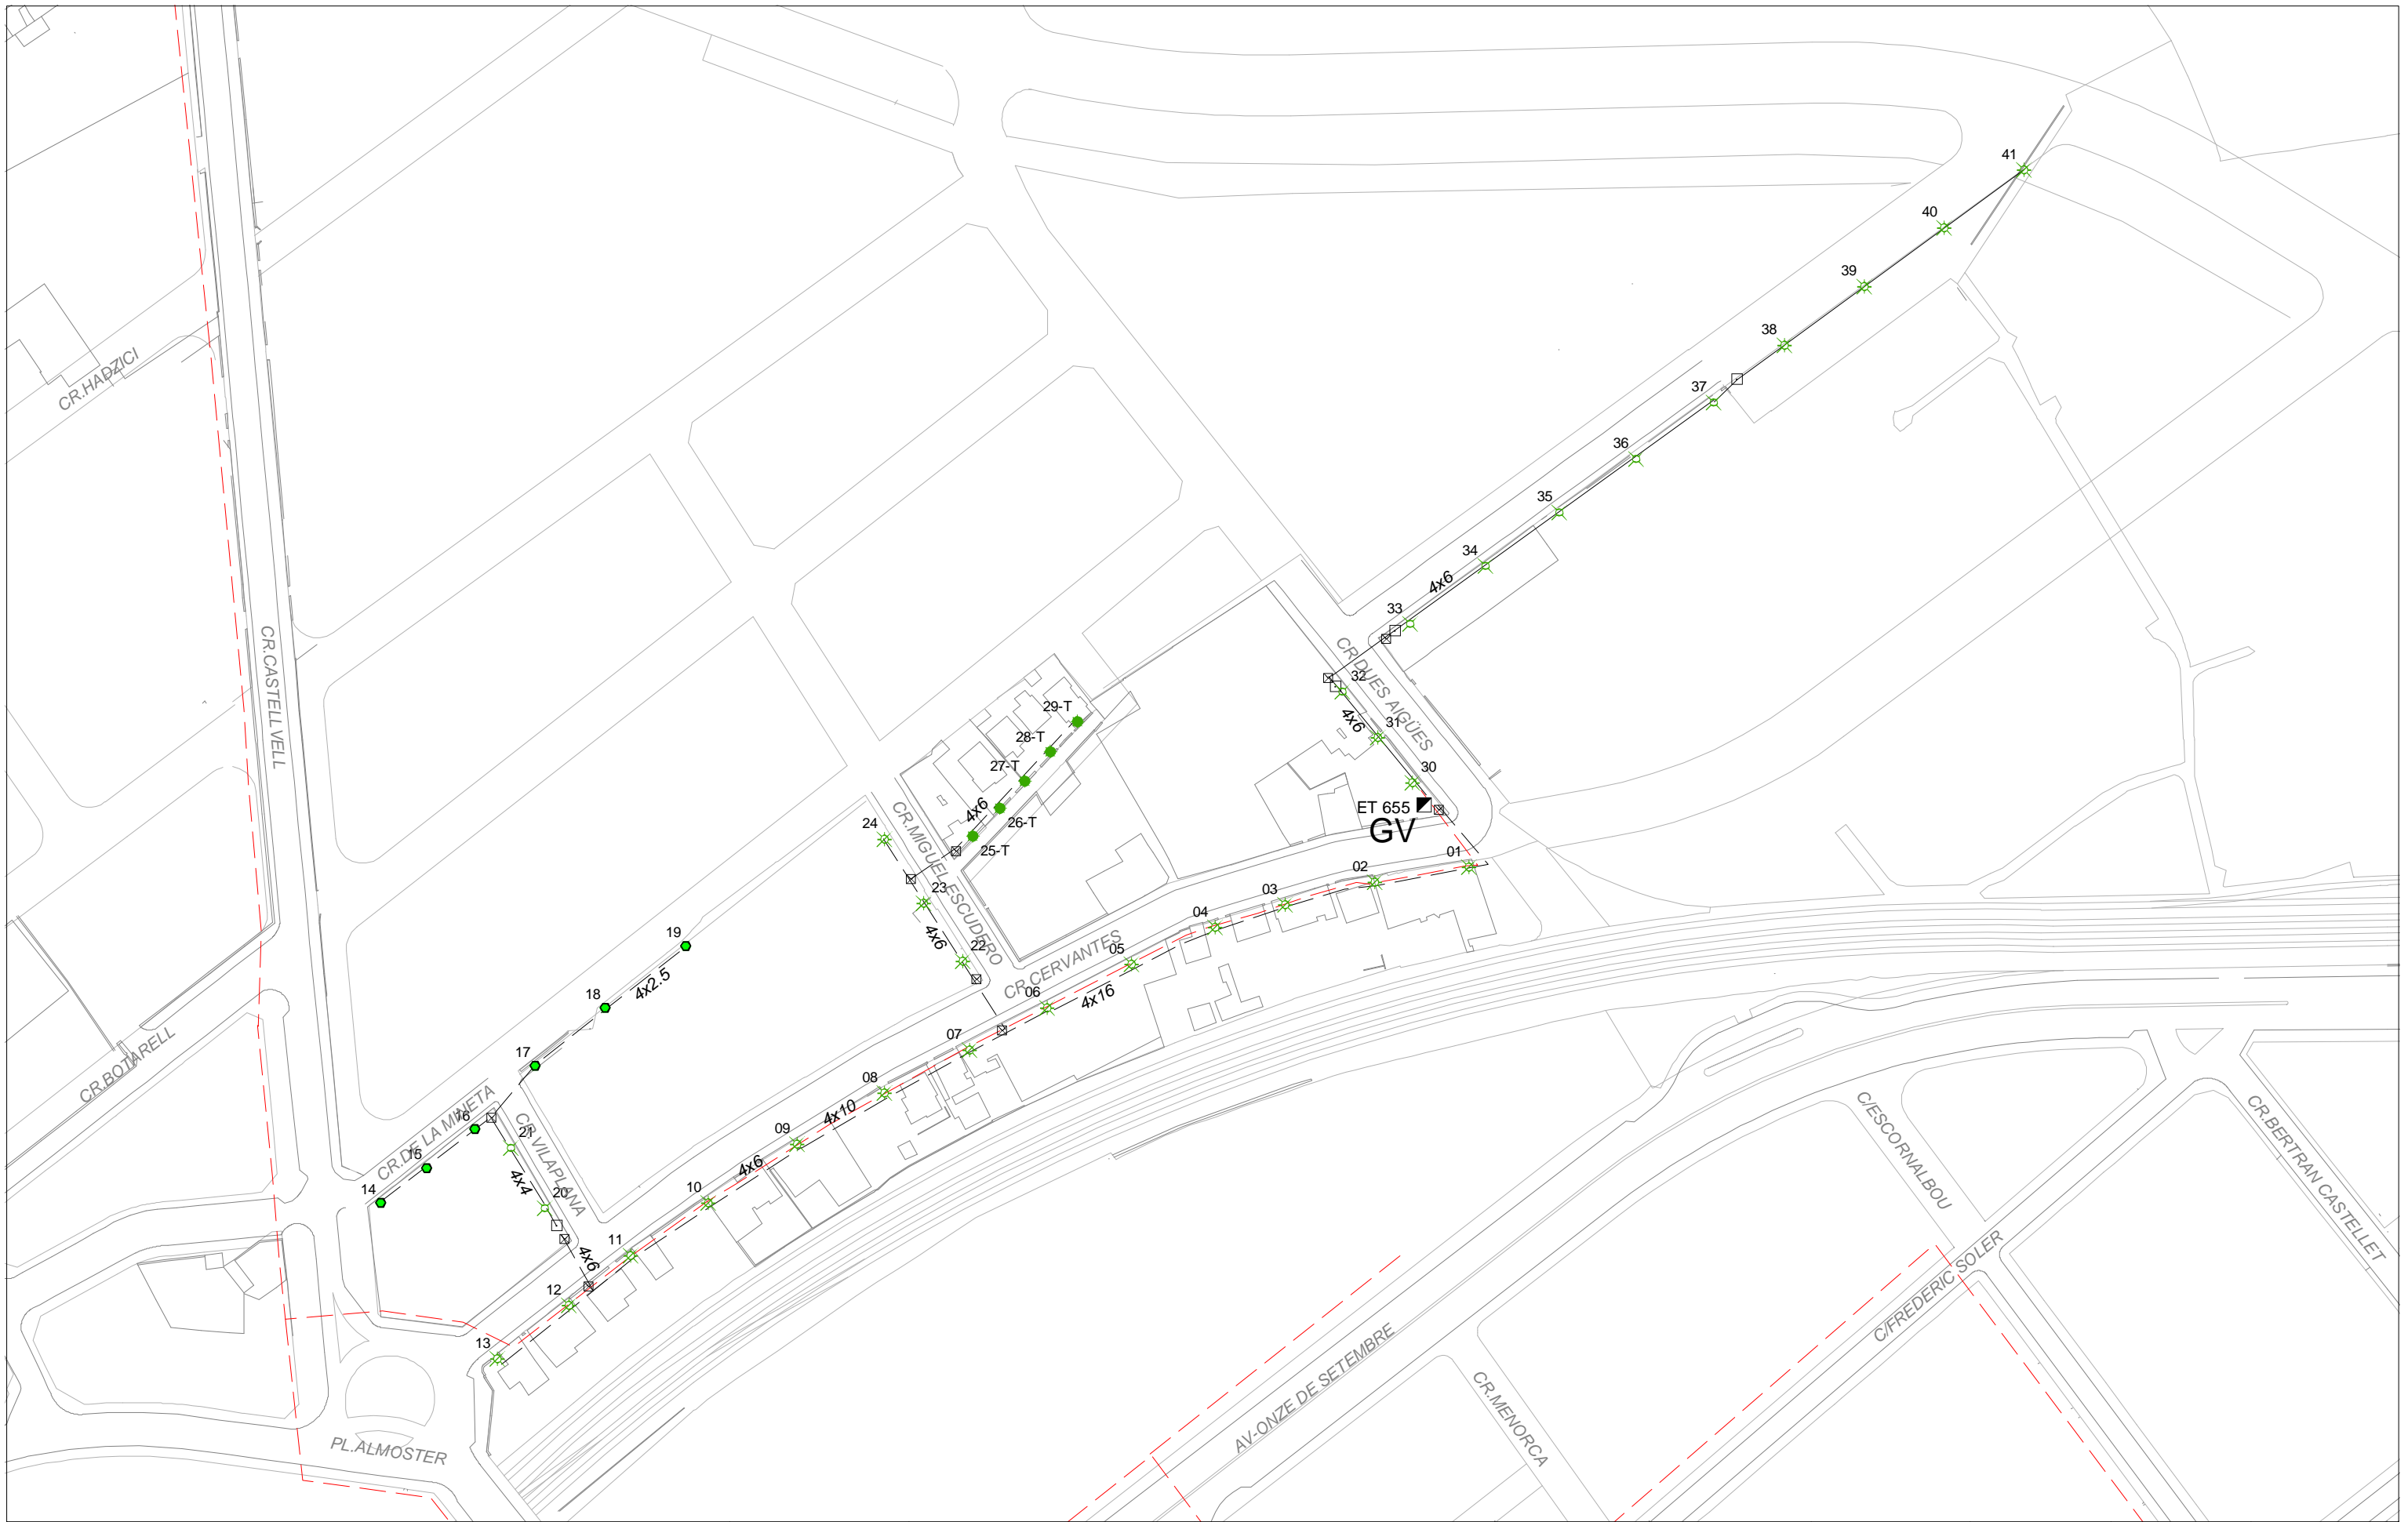 41
40
39
38
CR.HADZICI
37
36
35
34
4x6
33
CR.CASTELLVELL
CR.DUES AIGÜES
32
29-T
4x6
31
28-T
27-T
30
4x6
ET 655
GV
26-T
24
CR.MIGUEL ESCUDERO
25-T
01
02
23
03
04
4x6
22
19
CR.CERVANTES
05
4x2.5
18
06
4x16
07
17
CR.BOTARELL
08
CR.DE LA MINETA
16
4x10
C/ESCORNALBOU
CR.BERTRAN CASTELLET
21
CR.VILAPLANA
09
15
4x4
4x6
14
20
10
11
4x6
12
C/FREDERIC SOLER
13
AV-ONZE DE SETEMBRE
CR.MENORCA
PL.ALMOSTER